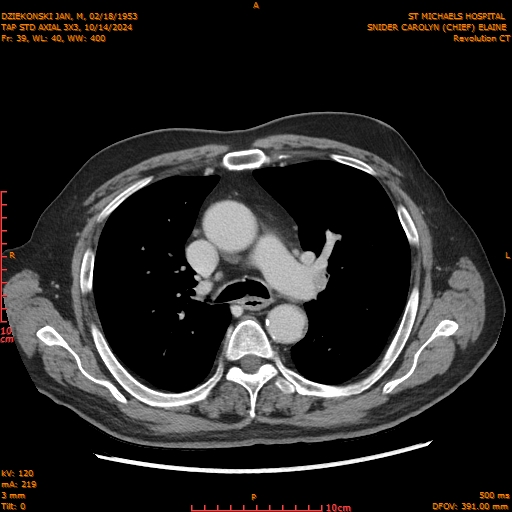 A
DZIEKONSKI JAN, M, 02/18/1953
TAP STD AXIAL 3X3, 10/14/2024
Fr: 39, WL: 40, WW: 400
ST MICHAELS HOSPITAL
SNIDER CAROLYN (CHIEF) ELAINE
Revolution CT
R
L
10
cm
kV: 120
mA: 219
3 mm
Tilt: 0
P
10cm
500 ms
DFOV: 391.00 mm